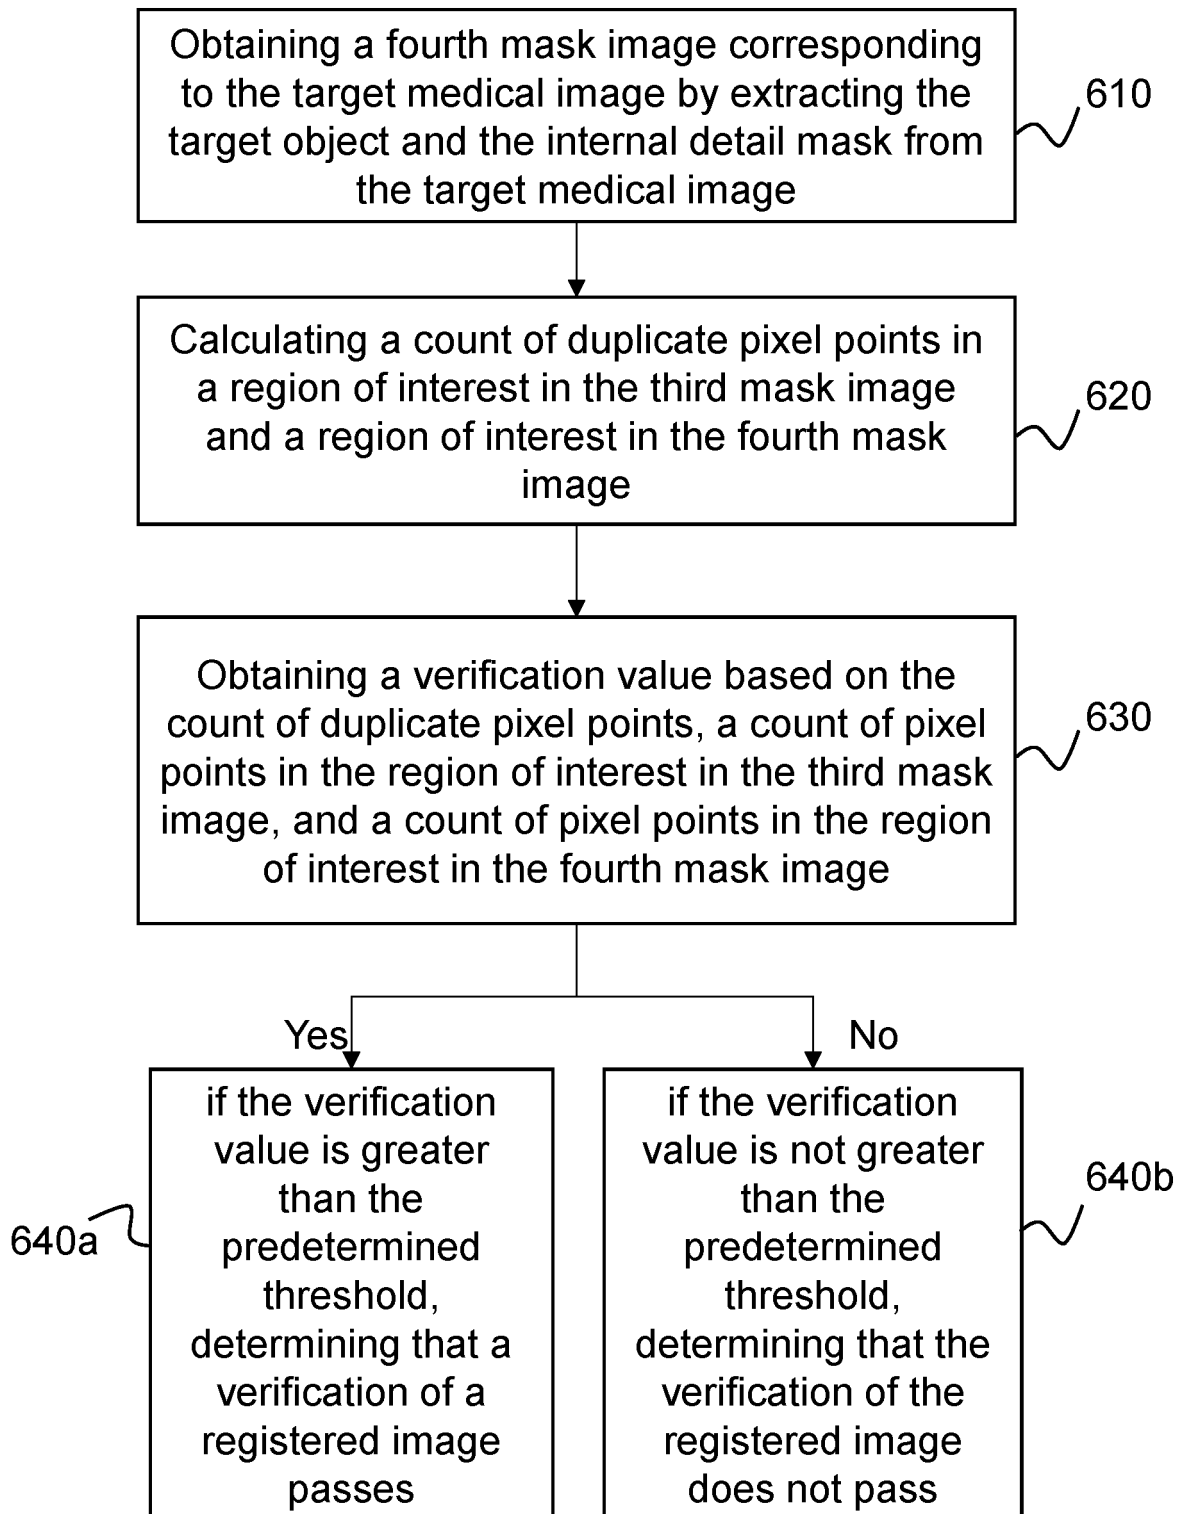 Obtaining a fourth mask image corresponding
to the target medical image by extracting the
target object and the internal detail mask from
the target medical image
610
Calculating a count of duplicate pixel points in
a region of interest in the third mask image
and a region of interest in the fourth mask
image
620
Obtaining a verification value based on the
count of duplicate pixel points, a count of pixel
points in the region of interest in the third mask
image, and a count of pixel points in the region
of interest in the fourth mask image
630
Yes
No
if the verification
value is greater
than the
predetermined
threshold,
determining that a
verification of a
registered image
passes
640a
if the verification
value is not greater
than the
predetermined
threshold,
determining that the
verification of the
registered image
does not pass
640b